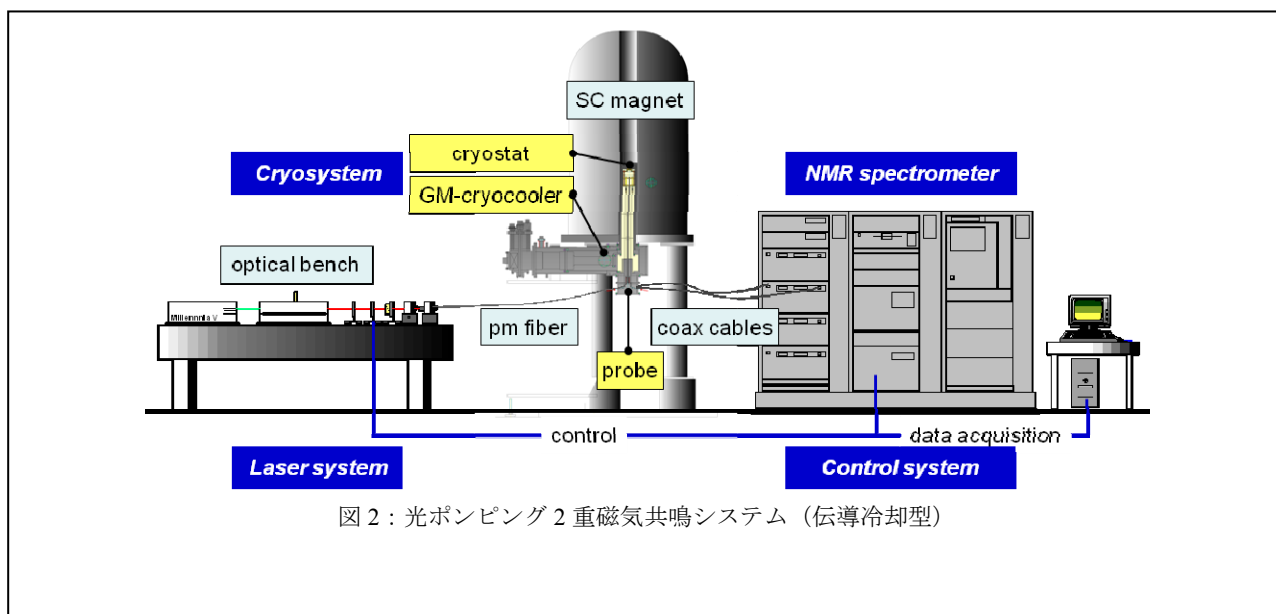 SC magnet
cryostat
Cryosystem
NMR spectrometer
GM-cryocooler
optical bench
Millennia V
pm fiber
coax cables
probe
control
data acquisition
Laser system
Control system
図2：光ポンピング2重磁気共鳴システム（伝導冷却型）